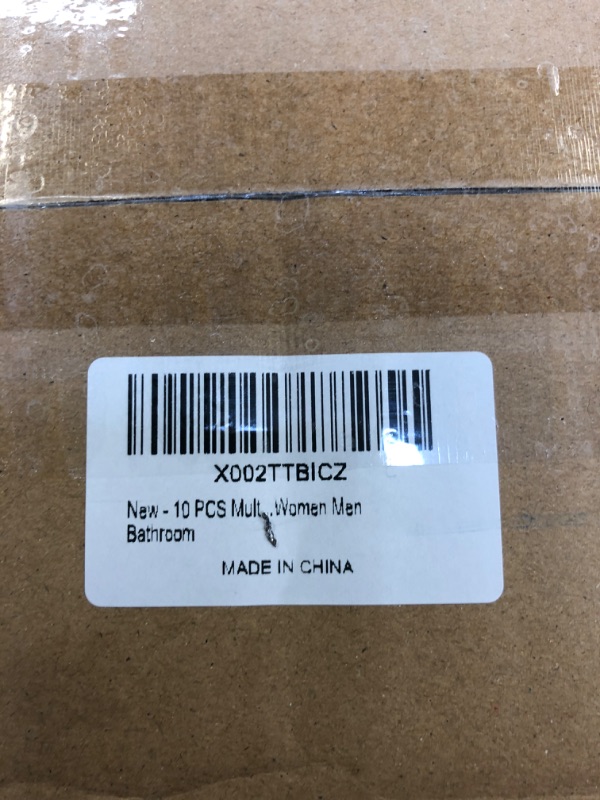 X002TTBICZ
New - 10 PCS Mult...Women Men
Bathroom
MADE IN CHINA